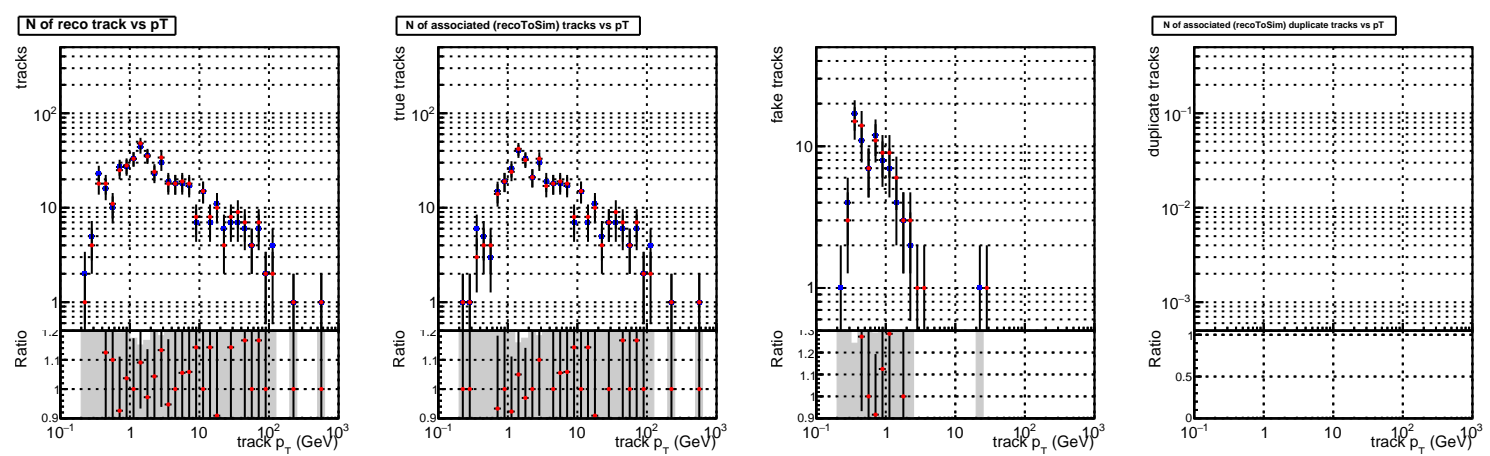 N of reco track vs pT
tracks
10²
10
1
Ratio
1.2
1.1
1
0.9
10⁻¹ 1 10 10² 10³
track p_T (GeV)
N of associated (recoToSim) tracks vs pT
true tracks
10²
10
1
Ratio
1.2
1.1
1
0.9
10⁻¹ 1 10 10² 10³
track p_T (GeV)
fake tracks
10
1
Ratio
1.3
1.2
1.1
1
0.9
10⁻¹ 1 10 10² 10³
track p_T (GeV)
N of associated (recoToSim) duplicate tracks vs pT
duplicate tracks
10⁻¹
10⁻²
10⁻³
Ratio
1
0.5
0
10⁻¹ 1 10 10² 10³
track p_T (GeV)